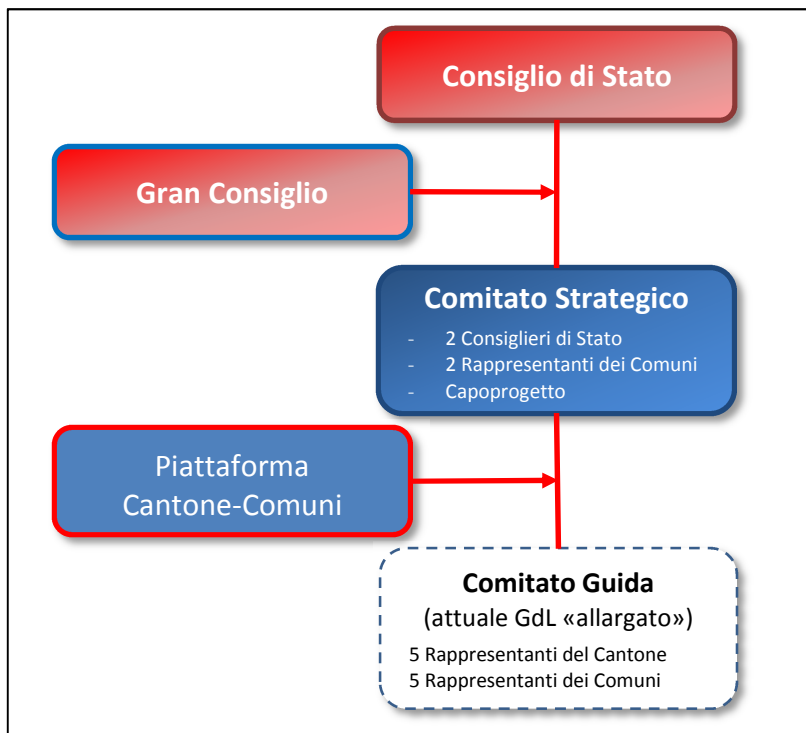 Consiglio di Stato
Gran Consiglio
Comitato Strategico
- 2 Consiglieri di Stato
- 2 Rappresentanti dei Comuni
- Capoprogetto
Piattaforma
Cantone-Comuni
Comitato Guida
(attuale GdL «allargato»)
5 Rappresentanti del Cantone
5 Rappresentanti dei Comuni